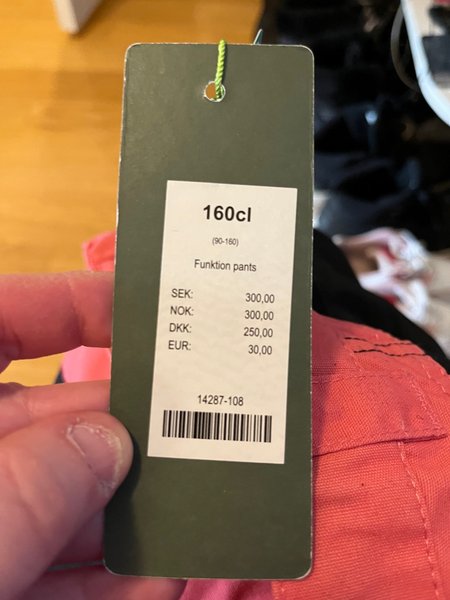 160cl
(90-160)
Funktion pants
SEK: 300,00
NOK: 300,00
DKK: 250,00
EUR: 30,00
14287-108